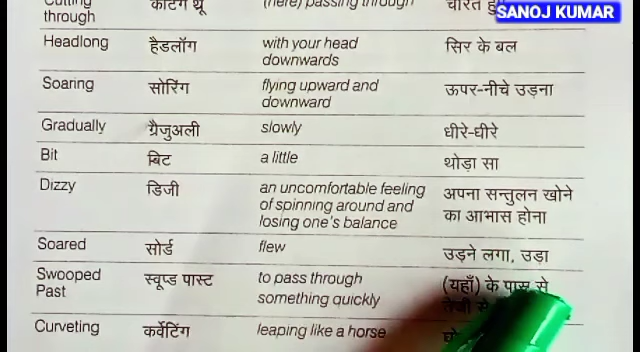 Cutting through कटिंग थ्रू (here) passing through चीरते
SANOJ KUMAR
Headlong हैडलॉग with your head downwards सिर के बल
Soaring सोरिंग flying upward and downward ऊपर-नीचे उड़ना
Gradually ग्रैजुअली slowly धीरे-धीरे
Bit बिट a little थोड़ा सा
Dizzy डिजी an uncomfortable feeling of spinning around and losing one's balance अपना सन्तुलन खोने का आभास होना
Soared सोर्ड flew उड़ने लगा, उड़ा
Swooped Past स्वूप्ड पास्ट to pass through something quickly (यहाँ) के पास से तेजी से
Curveting कर्वेटिंग leaping like a horse